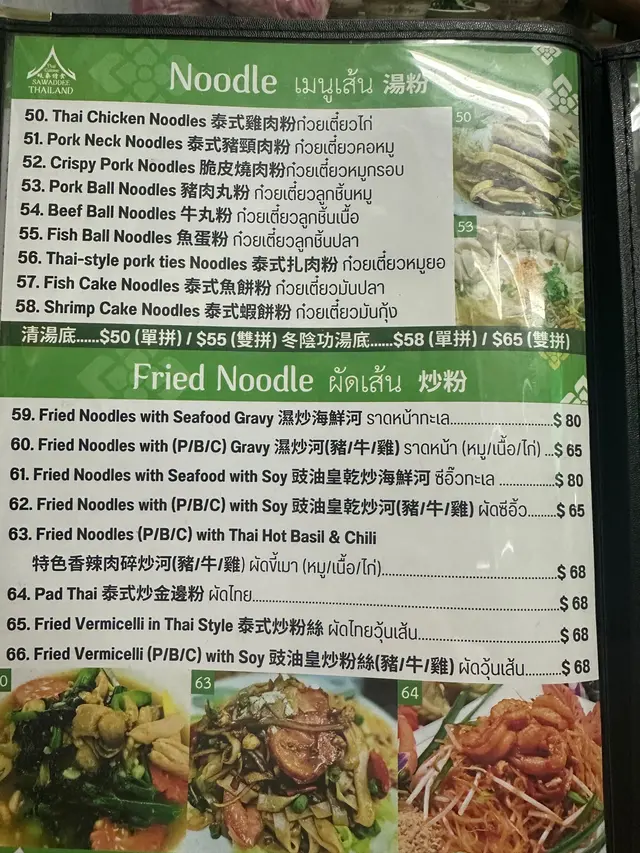 Thai Cuisine
暹泰特食
SAWADDEE
THAILAND
Noodle เมนูเส้น 湯粉
50. Thai Chicken Noodles 泰式雞肉粉ก๋วยเตี๋ยวไก่
51. Pork Neck Noodles 泰式豬頸肉粉 ก๋วยเตี๋ยวคอหมู
52. Crispy Pork Noodles 脆皮燒肉粉ก๋วยเตี๋ยวหมูกรอบ
53. Pork Ball Noodles 豬肉丸粉 ก๋วยเตี๋ยวลูกชิ้นหมู
54. Beef Ball Noodles 牛丸粉 ก๋วยเตี๋ยวลูกชิ้นเนื้อ
55. Fish Ball Noodles 魚蛋粉 ก๋วยเตี๋ยวลูกชิ้นปลา
56. Thai-style pork ties Noodles 泰式扎肉粉 ก๋วยเตี๋ยวหมูยอ
57. Fish Cake Noodles 泰式魚餅粉 ก๋วยเตี๋ยวมันปลา
58. Shrimp Cake Noodles 泰式蝦餅粉 ก๋วยเตี๋ยวมันกุ้ง
50
53
清湯底......$50 (單拼) / $55 (雙拼) 冬陰功湯底......$58 (單拼) / $65 (雙拼)
Fried Noodle ผัดเส้น 炒粉
59. Fried Noodles with Seafood Gravy 濕炒海鮮河 ราดหน้าทะเล.......................$ 80
60. Fried Noodles with (P/B/C) Gravy 濕炒河(豬/牛/雞) ราดหน้า (หมู/เนื้อ/ไก่) ...$ 65
61. Fried Noodles with Seafood with Soy 豉油皇乾炒海鮮河 ซีอิ๊วทะเล .............$ 80
62. Fried Noodles with (P/B/C) with Soy 豉油皇乾炒河(豬/牛/雞) ผัดซีอิ้ว.......$ 65
63. Fried Noodles (P/B/C) with Thai Hot Basil & Chili
特色香辣肉碎炒河(豬/牛/雞) ผัดขี้เมา (หมู/เนื้อ/ไก่).......................................$ 68
64. Pad Thai 泰式炒金邊粉 ผัดไทย......................................................................$ 68
65. Fried Vermicelli in Thai Style 泰式炒粉絲 ผัดไทยวุ้นเส้น...............................$ 68
66. Fried Vermicelli (P/B/C) with Soy 豉油皇炒粉絲(豬/牛/雞) ผัดวุ้นเส้น..........$ 68
0
63
64